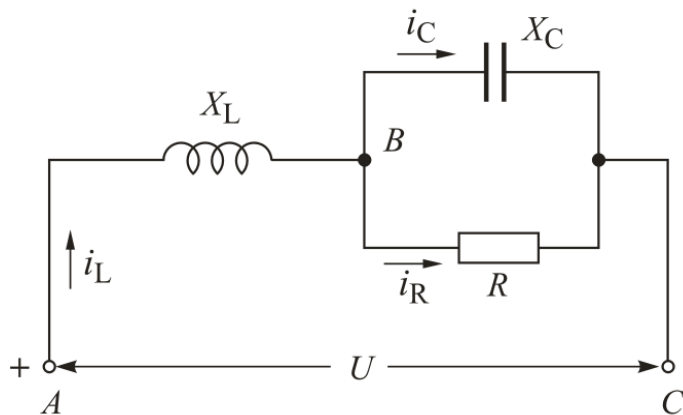 i_C X_C
X_L
B
i_L
i_R R
+ U
A C